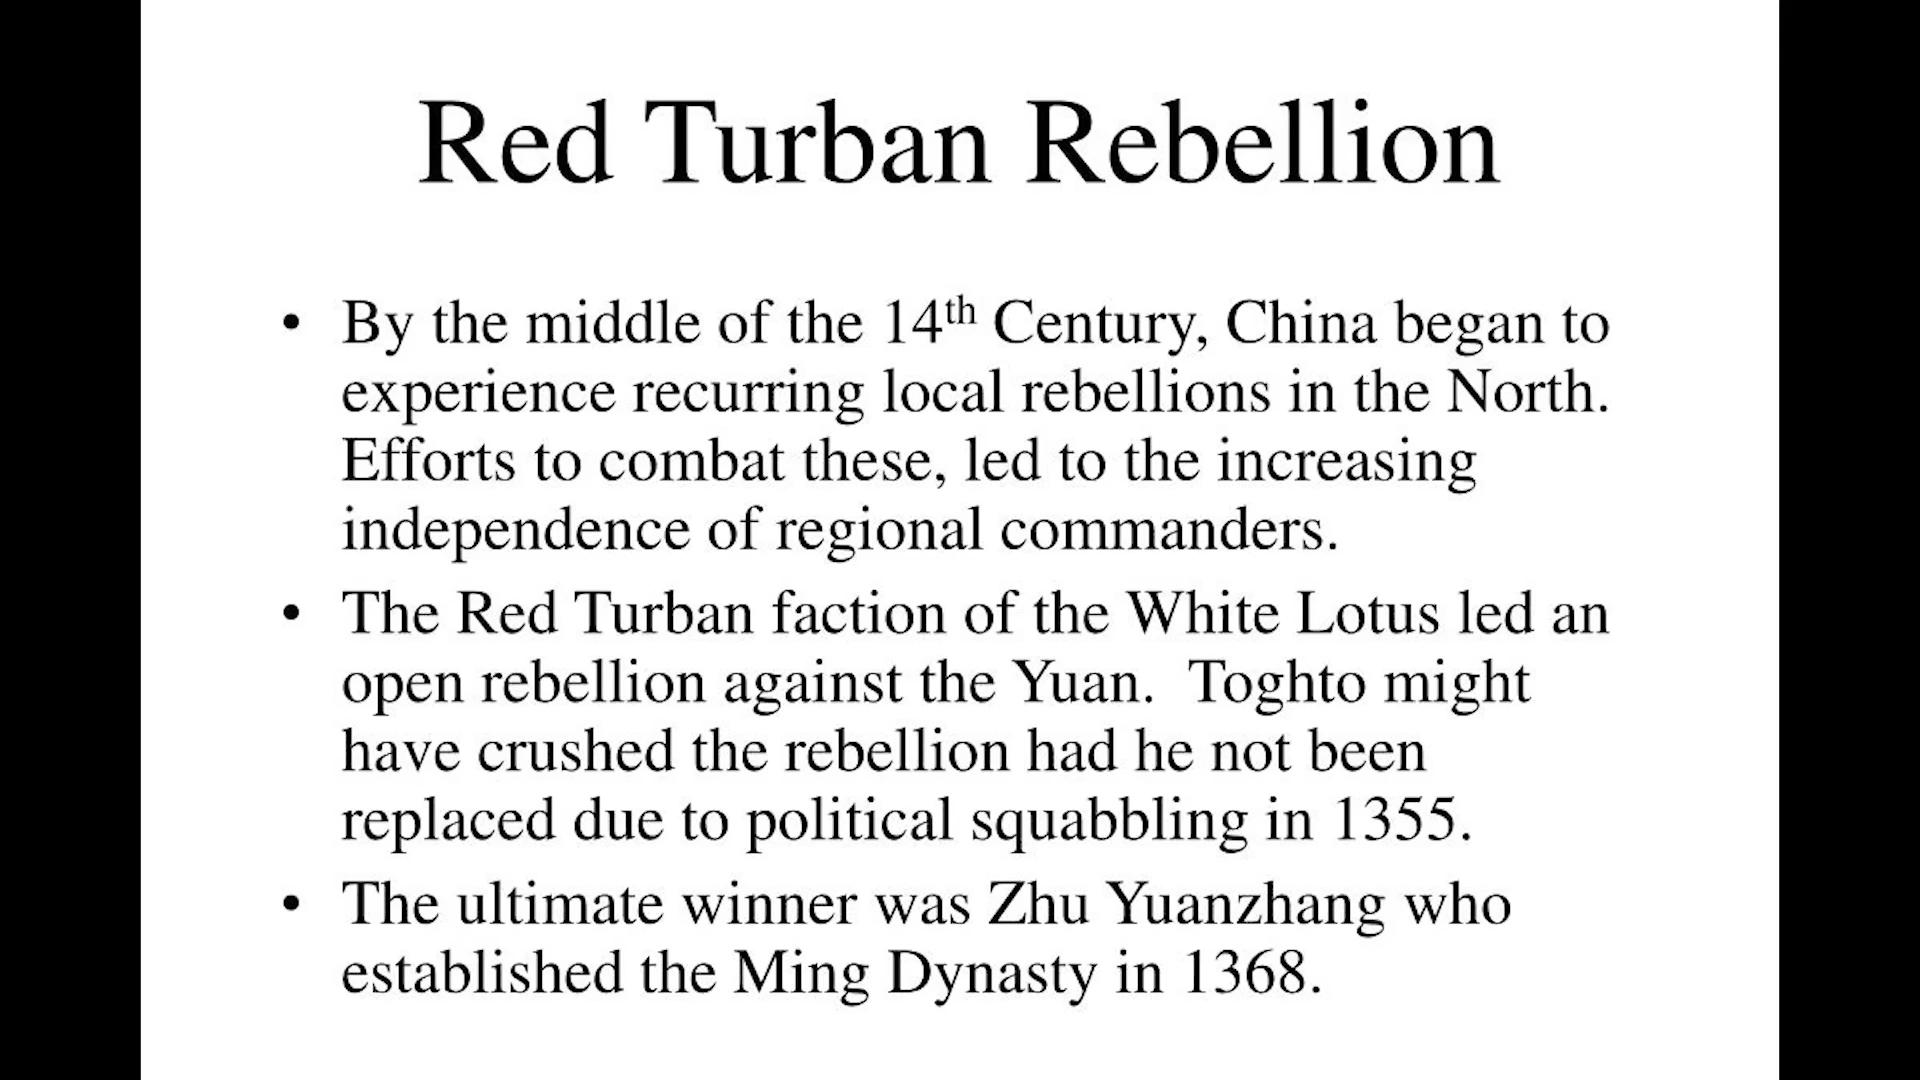 Red Turban Rebellion
• By the middle of the 14th Century, China began to
experience recurring local rebellions in the North.
Efforts to combat these, led to the increasing
independence of regional commanders.
• The Red Turban faction of the White Lotus led an
open rebellion against the Yuan.  Toghto might
have crushed the rebellion had he not been
replaced due to political squabbling in 1355.
• The ultimate winner was Zhu Yuanzhang who
established the Ming Dynasty in 1368.